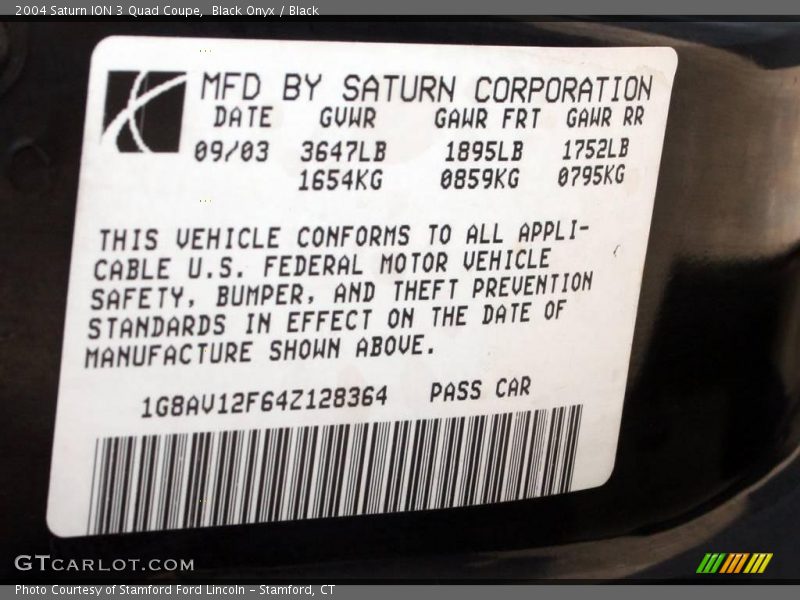 2004 Saturn ION 3 Quad Coupe, Black Onyx / Black
MFD BY SATURN CORPORATION
DATE GVWR GAWR FRT GAWR RR
09/03 3647LB 1895LB 1752LB
1654KG 0859KG 0795KG
THIS VEHICLE CONFORMS TO ALL APPLI-
CABLE U.S. FEDERAL MOTOR VEHICLE
SAFETY, BUMPER, AND THEFT PREVENTION
STANDARDS IN EFFECT ON THE DATE OF
MANUFACTURE SHOWN ABOVE.
1G8AV12F64Z128364 PASS CAR
GTCARLOT.COM
Photo Courtesy of Stamford Ford Lincoln - Stamford, CT